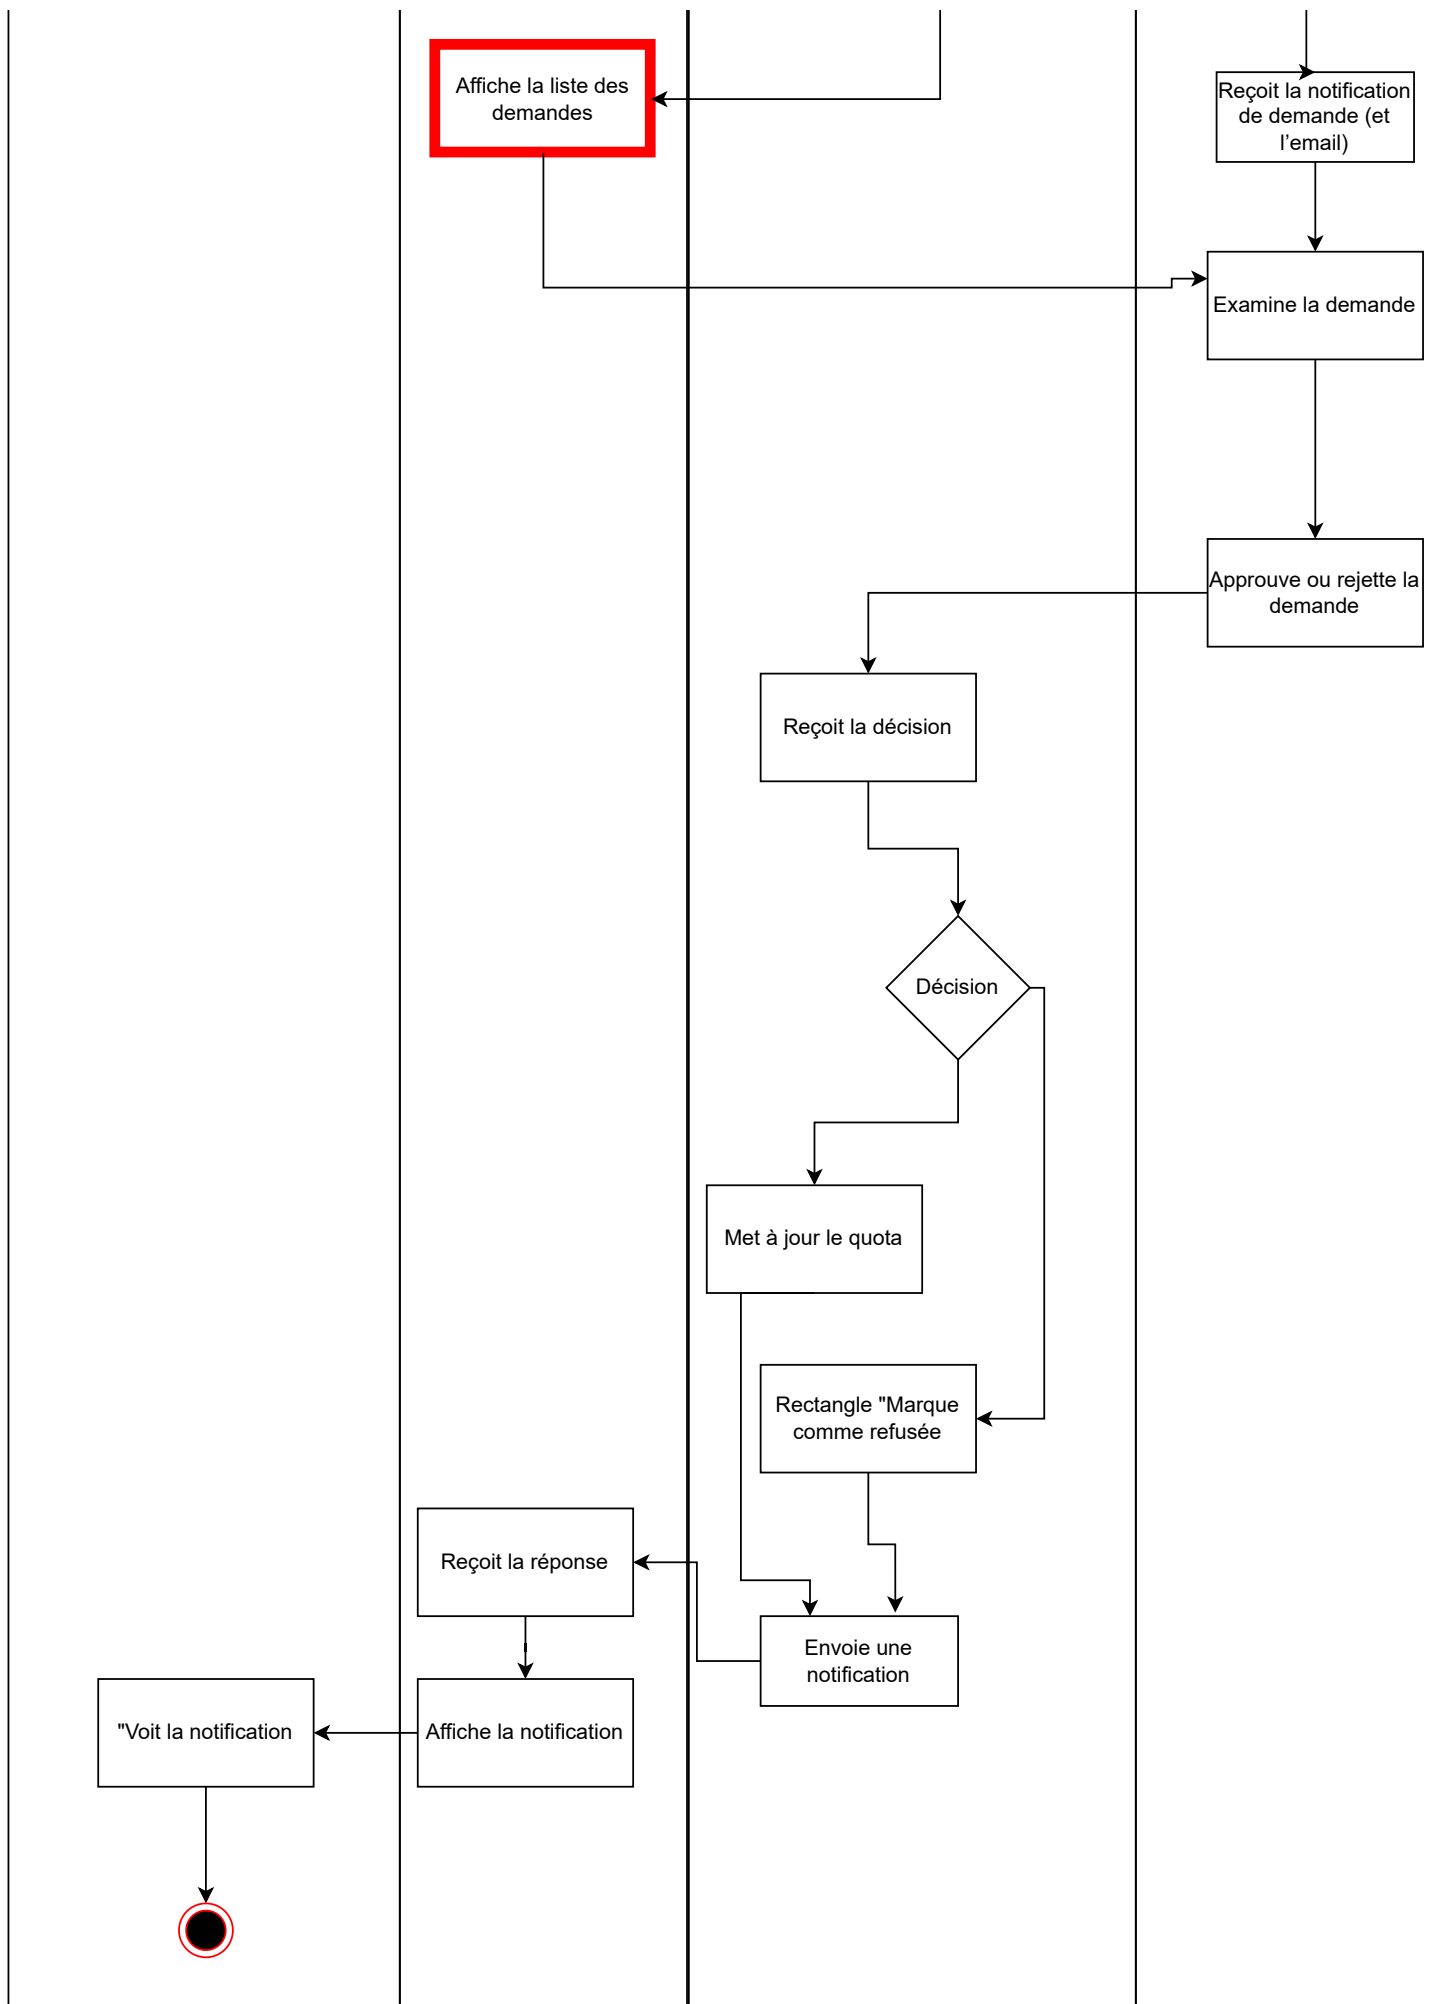 Affiche la liste des
demandes
Reçoit la notification
de demande (et
l’email)
Examine la demande
Approuve ou rejette la
demande
Reçoit la décision
Décision
Met à jour le quota
Rectangle "Marque
comme refusée
Reçoit la réponse
Envoie une
notification
"Voit la notification
Affiche la notification